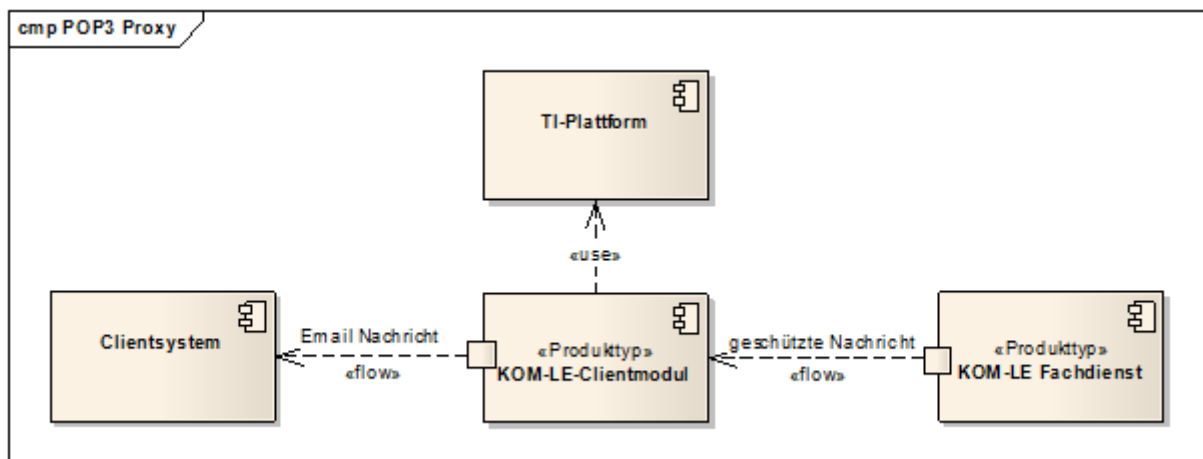 cmp POP3 Proxy
TI-Plattform
«use»
Clientsystem
Email Nachricht
«flow»
«Produkttyp»
KOM-LE-Clientmodul
geschützte Nachricht
«flow»
«Produkttyp»
KOM-LE Fachdienst